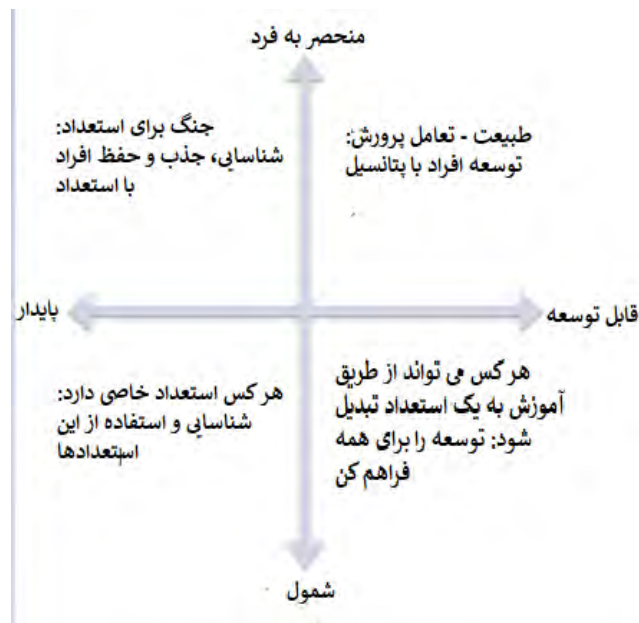 منحصر به فرد
طبیعت - تعامل پرورش:
توسعه افراد با پتانسیل
جنگ برای استعداد:
شناسایی، جذب و حفظ افراد
با استعداد
قابل توسعه
پایدار
هر کس می تواند از طریق
آموزش به یک استعداد تبدیل
شود: توسعه را برای همه
فراهم کن
هر کس استعداد خاصی دارد:
شناسایی و استفاده از این
استعدادها
شمول